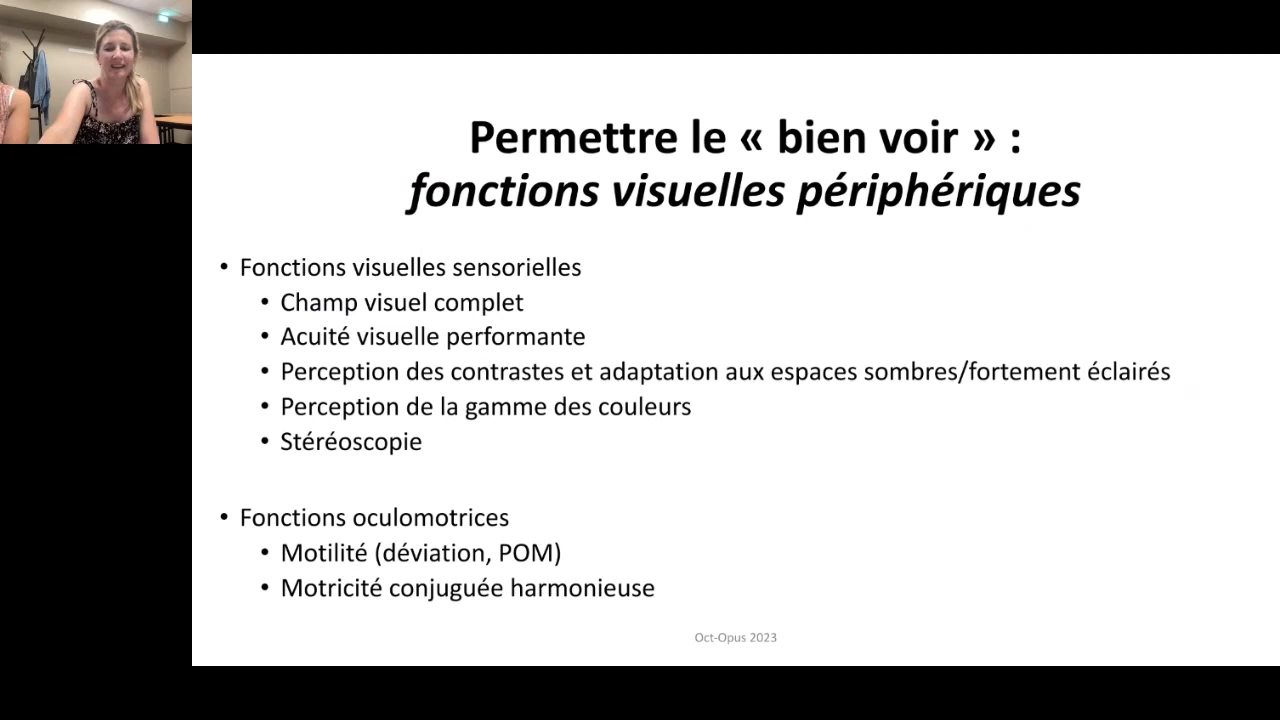 Permettre le « bien voir » :
fonctions visuelles périphériques
• Fonctions visuelles sensorielles
• Champ visuel complet
• Acuité visuelle performante
• Perception des contrastes et adaptation aux espaces sombres/fortement éclairés
• Perception de la gamme des couleurs
• Stéréoscopie
• Fonctions oculomotrices
• Motilité (déviation, POM)
• Motricité conjuguée harmonieuse
Oct-Opus 2023